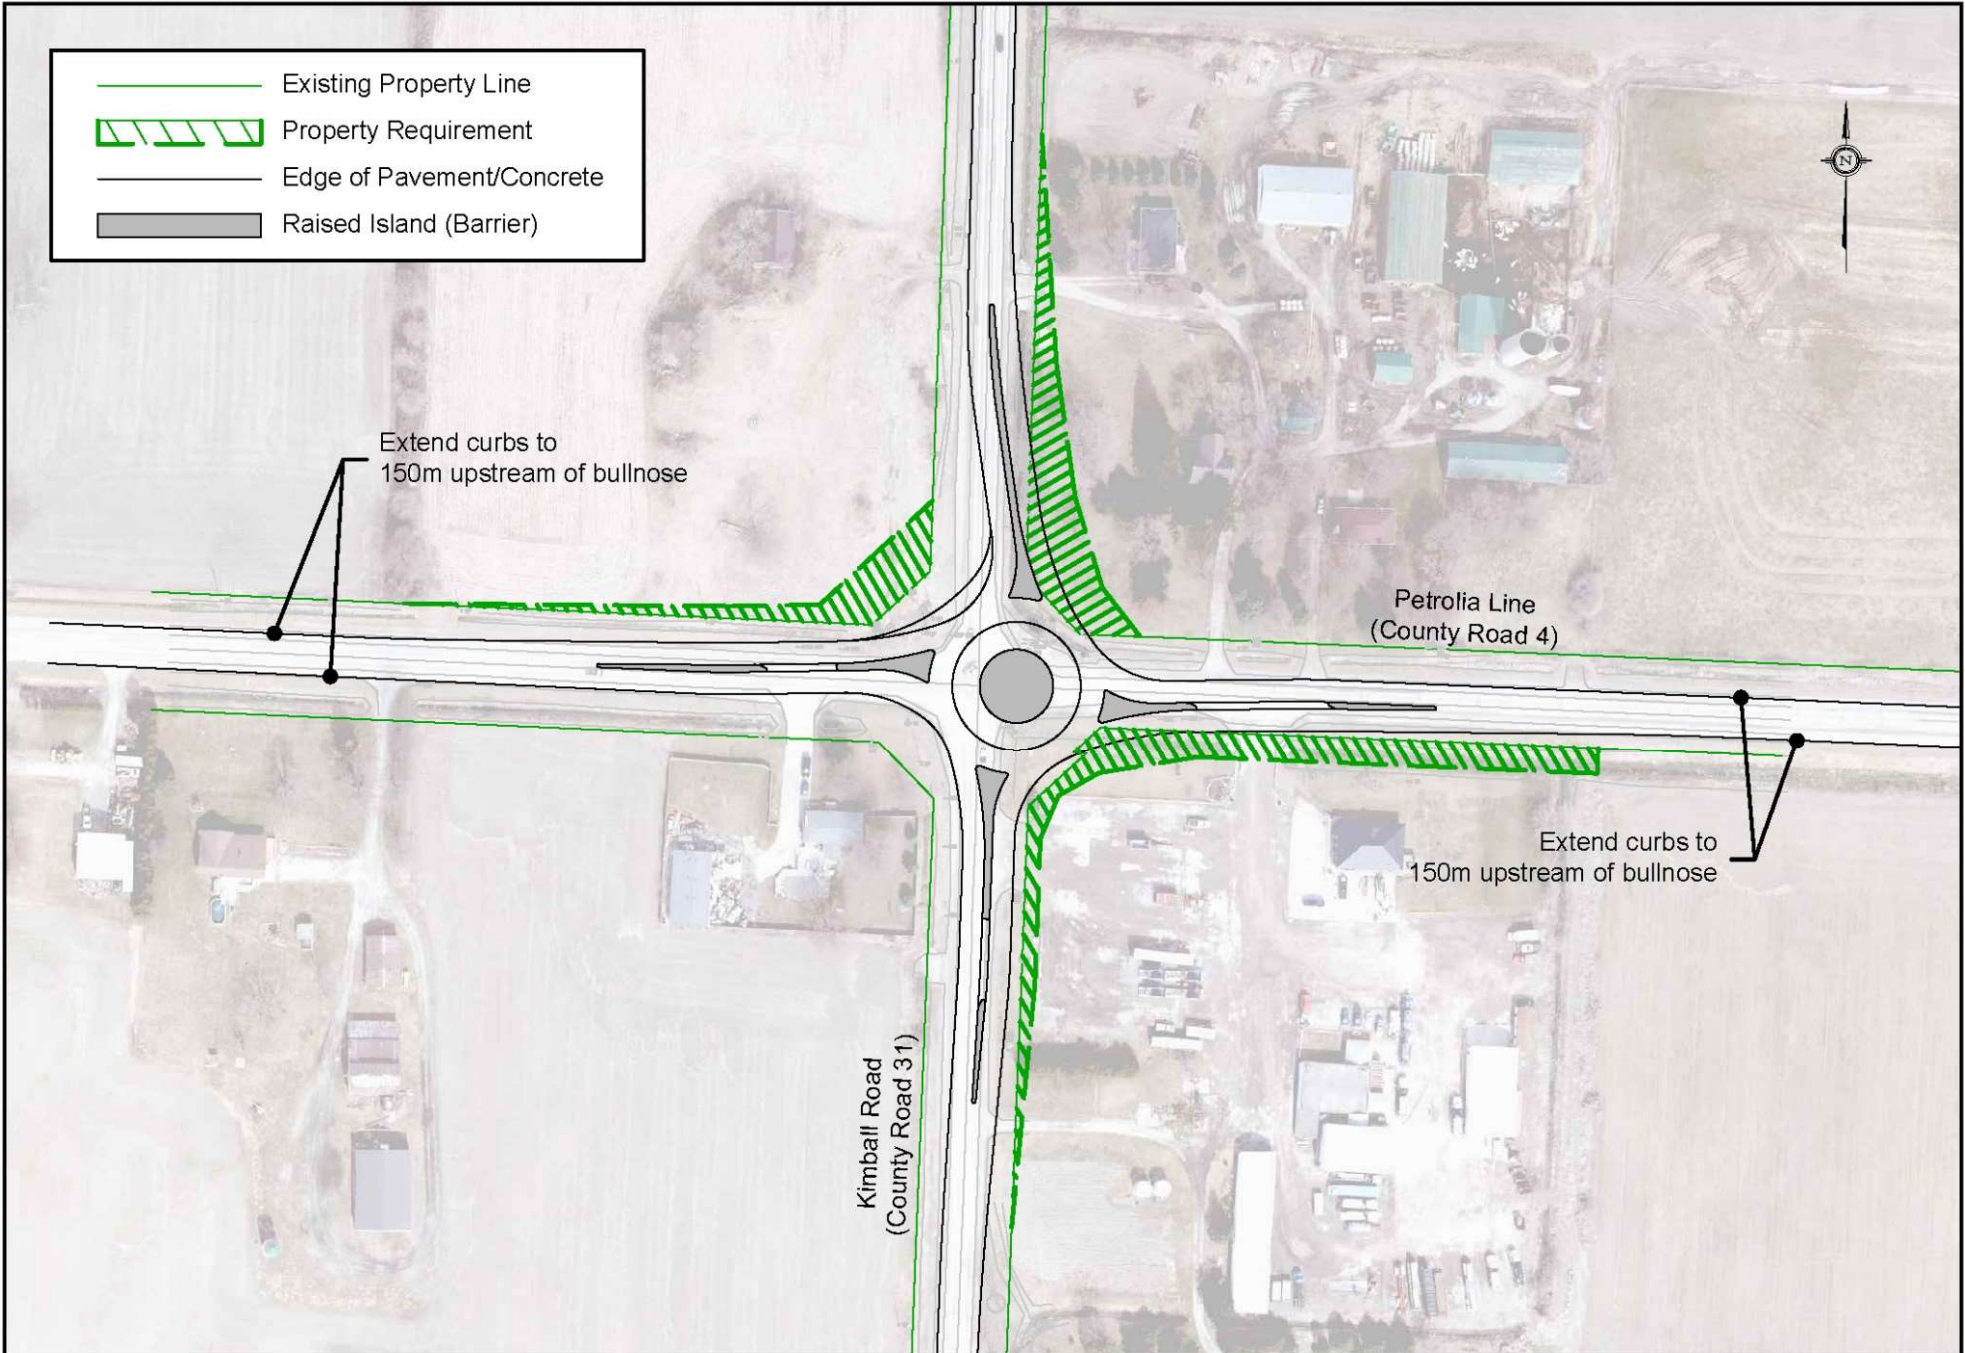 Existing Property Line
Property Requirement
Edge of Pavement/Concrete
Raised Island (Barrier)
N
Extend curbs to
150m upstream of bullnose
Petrolia Line
(County Road 4)
Extend curbs to
150m upstream of bullnose
Kimball Road
(County Road 31)